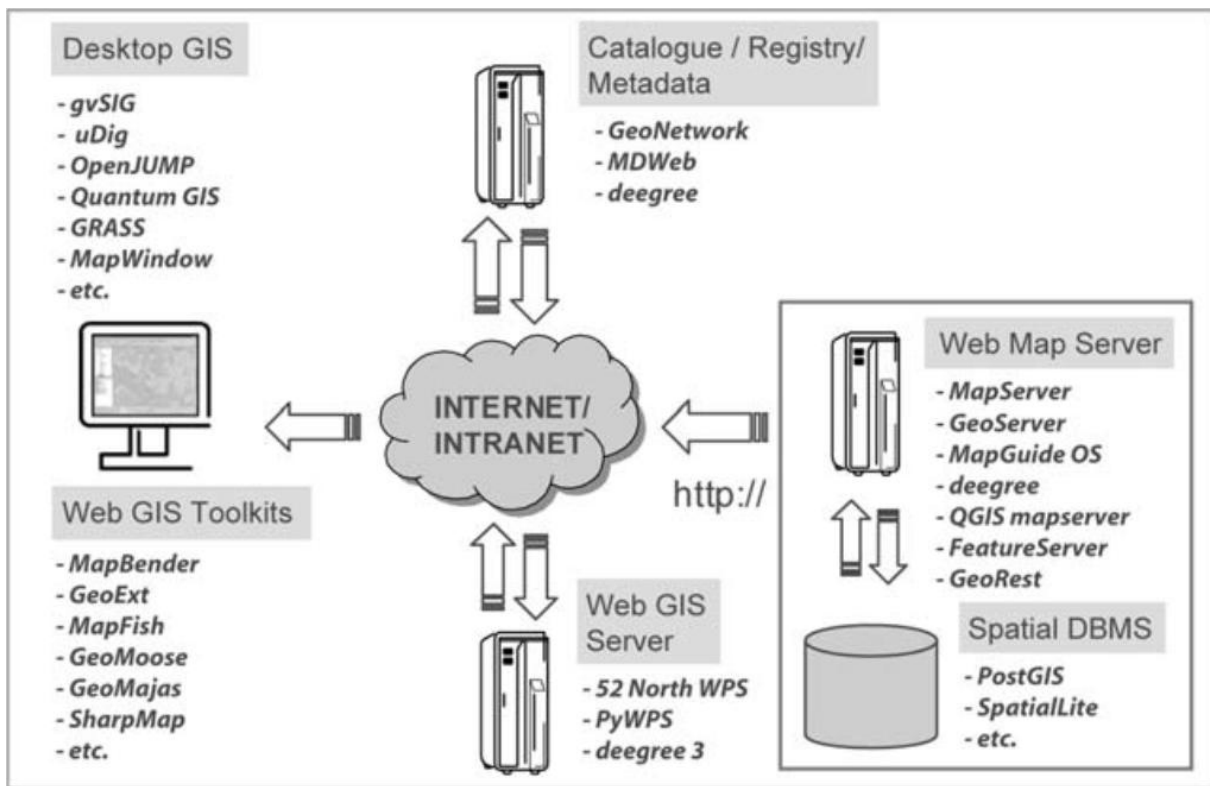 Desktop GIS
- gvSIG
- uDig
- OpenJUMP
- Quantum GIS
- GRASS
- MapWindow
- etc.
Catalogue / Registry/
Metadata
- GeoNetwork
- MDWeb
- deegree
INTERNET/
INTRANET
http://
Web Map Server
- MapServer
- GeoServer
- MapGuide OS
- deegree
- QGIS mapserver
- FeatureServer
- GeoRest
Spatial DBMS
- PostGIS
- SpatialLite
- etc.
Web GIS Toolkits
- MapBender
- GeoExt
- MapFish
- GeoMoose
- GeoMajas
- SharpMap
- etc.
Web GIS
Server
- 52 North WPS
- PyWPS
- deegree 3